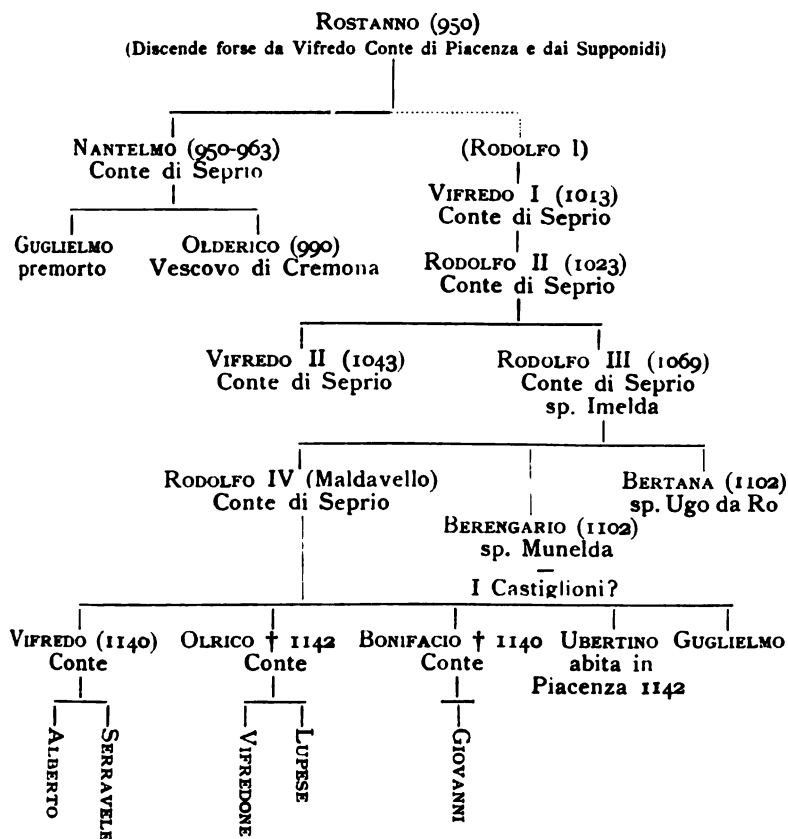 ROSTANNO (950)
(Discende forse da Vifredo Conte di Piacenza e dai Supponidi)
NANTELMO (950-963)
Conte di Seprio
(RODOLFO I)
VIFREDO I (1013)
Conte di Seprio
GUGLIELMO
premorto
OLDERICO (990)
Vescovo di Cremona
RODOLFO II (1023)
Conte di Seprio
VIFREDO II (1043)
Conte di Seprio
RODOLFO III (1069)
Conte di Seprio
sp. Imelda
RODOLFO IV (Maldavello)
Conte di Seprio
BERENGARIO (1102)
sp. Munelda
BERTANA (1102)
sp. Ugo da Ro
I Castiglioni?
VIFREDO (1140)
Conte
OLRICO † 1142
Conte
BONIFACIO † 1140
Conte
UBERTINO
abita in
Piacenza 1142
GUGLIELMO
ALBERTO
SERRAVELE
VIFREDONE
LUPESE
GIOVANNI